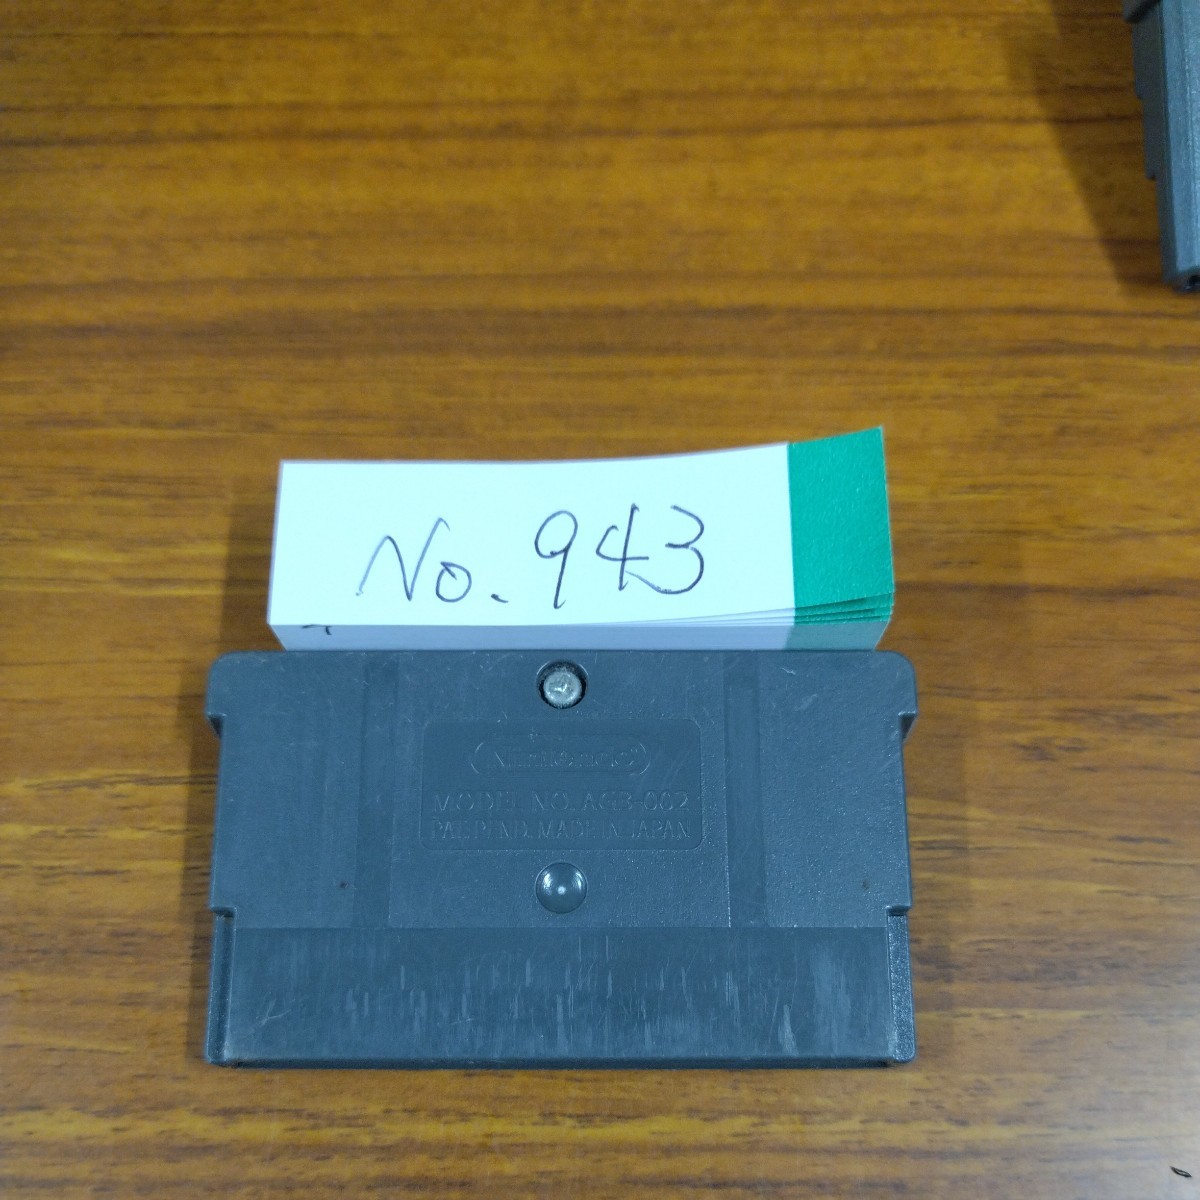 No. 943
Nintendo
MODEL NO. AGB-002
PAT. PEND. MADE IN JAPAN